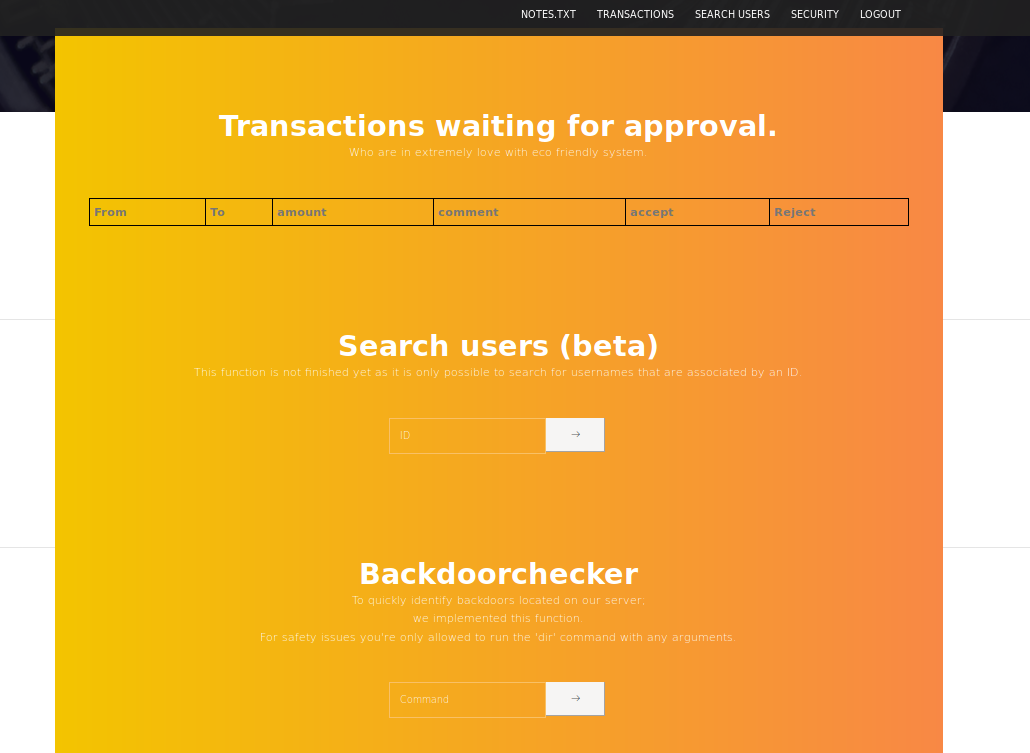 NOTES.TXT TRANSACTIONS SEARCH USERS SECURITY LOGOUT
Transactions waiting for approval.
Who are in extremely love with eco friendly system.
From To amount comment accept Reject
Search users (beta)
This function is not finished yet as it is only possible to search for usernames that are associated by an ID.
ID →
Backdoorchecker
To quickly identify backdoors located on our server;
we implemented this function.
For safety issues you're only allowed to run the 'dir' command with any arguments.
Command →